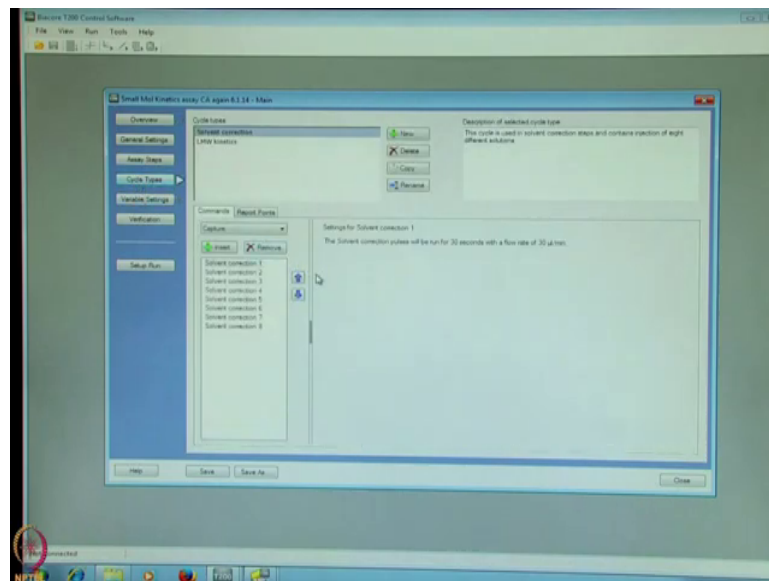 Biacore T200 Control Software
File View Run Tools Help
Small Mol Kinetics assay CA again 6.1.14 - Main
Overview
General Settings
Assay Steps
Cycle Types
Variable Settings
Verification
Setup Run
Cycle types
Solvent correction
LMW kinetics
New
Delete
Copy
Rename
Description of selected cycle type
This cycle is used in solvent correction steps and contains injection of eight
different solutions
Commands Report Points
Capture
Insert Remove
Solvent correction 1
Solvent correction 2
Solvent correction 3
Solvent correction 4
Solvent correction 5
Solvent correction 6
Solvent correction 7
Solvent correction 8
Settings for Solvent correction 1
The Solvent correction pulses will be run for 30 seconds with a flow rate of 30 µl/min.
Help Save Save As... Close
Not connected
NPTEL
T200